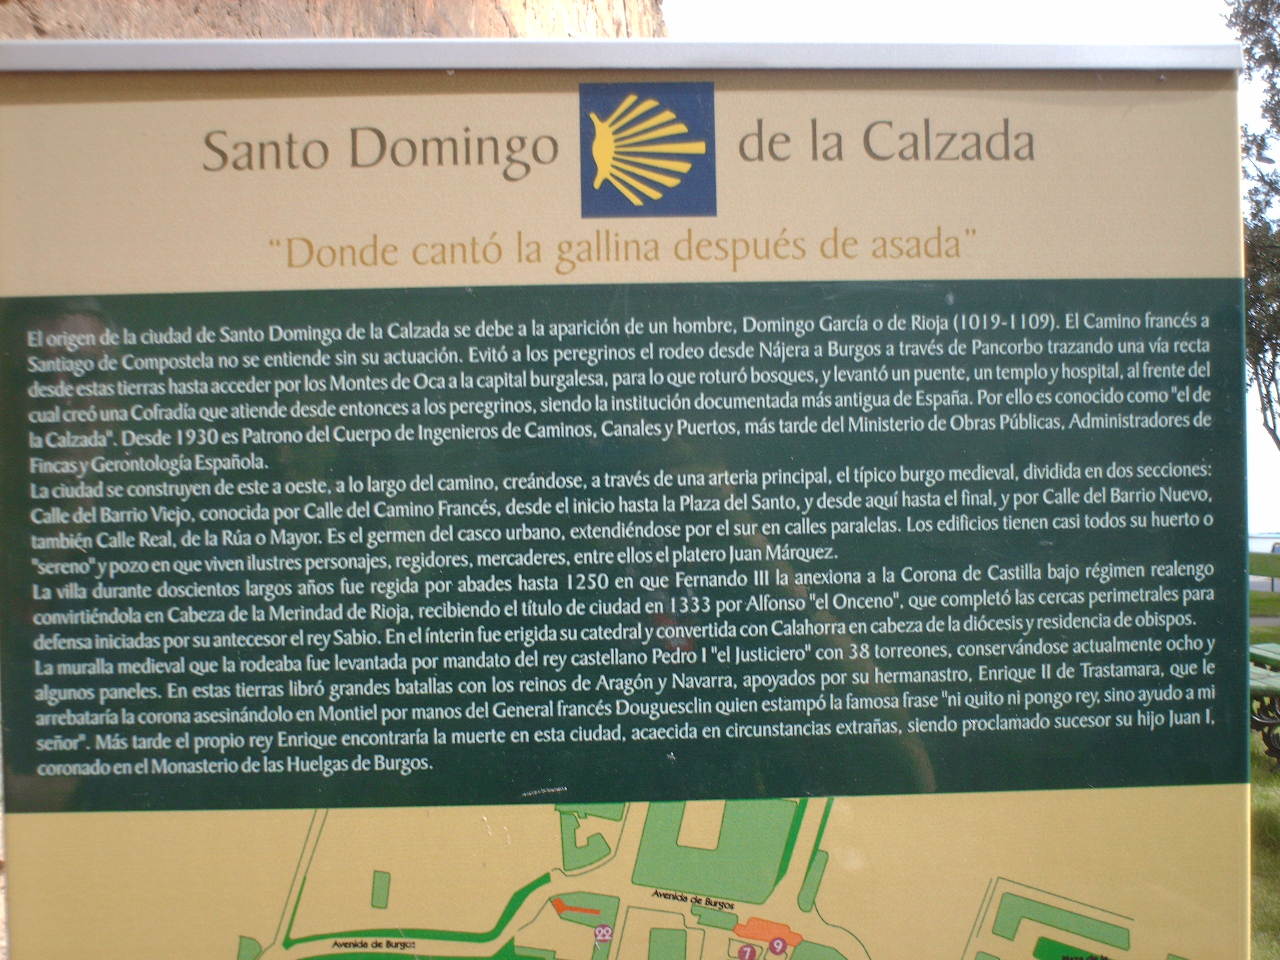 Santo Domingo de la Calzada
"Donde cantó la gallina después de asada"
El origen de la ciudad de Santo Domingo de la Calzada se debe a la aparición de un hombre, Domingo García o de Rioja (1019-1109). El Camino francés a
Santiago de Compostela no se entiende sin su actuación. Evitó a los peregrinos el rodeo desde Nájera a Burgos a través de Pancorbo trazando una vía recta
desde estas tierras hasta acceder por los Montes de Oca a la capital burgalesa, para lo que roturó bosques, y levantó un puente, un templo y hospital, al frente del
cual creó una Cofradía que atiende desde entonces a los peregrinos, siendo la institución documentada más antigua de España. Por ello es conocido como "el de
la Calzada". Desde 1930 es Patrono del Cuerpo de Ingenieros de Caminos, Canales y Puertos, más tarde del Ministerio de Obras Públicas, Administradores de
Fincas y Gerontología Española.
La ciudad se construyen de este a oeste, a lo largo del camino, creándose, a través de una arteria principal, el típico burgo medieval, dividida en dos secciones:
Calle del Barrio Viejo, conocida por Calle del Camino Francés, desde el inicio hasta la Plaza del Santo, y desde aquí hasta el final, y por Calle del Barrio Nuevo,
también Calle Real, de la Rúa o Mayor. Es el germen del casco urbano, extendiéndose por el sur en calles paralelas. Los edificios tienen casi todos su huerto o
"sereno" y pozo en que viven ilustres personajes, regidores, mercaderes, entre ellos el platero Juan Márquez.
La villa durante doscientos largos años fue regida por abades hasta 1250 en que Fernando III la anexiona a la Corona de Castilla bajo régimen realengo
convirtiéndola en Cabeza de la Merindad de Rioja, recibiendo el título de ciudad en 1333 por Alfonso "el Onceno", que completó las cercas perimetrales para
defensa iniciadas por su antecesor el rey Sabio. En el ínterin fue erigida su catedral y convertida con Calahorra en cabeza de la diócesis y residencia de obispos.
La muralla medieval que la rodeaba fue levantada por mandato del rey castellano Pedro I "el Justiciero" con 38 torreones, conservándose actualmente ocho y
algunos paneles. En estas tierras libró grandes batallas con los reinos de Aragón y Navarra, apoyados por su hermanastro, Enrique II de Trastamara, que le
arrebataría la corona asesinándolo en Montiel por manos del General francés Douguesclin quien estampó la famosa frase "ni quito ni pongo rey, sino ayudo a mi
señor". Más tarde el propio rey Enrique encontraría la muerte en esta ciudad, acaecida en circunstancias extrañas, siendo proclamado sucesor su hijo Juan I,
coronado en el Monasterio de las Huelgas de Burgos.
Avenida de Burgos
22
9
7
Avenida de Burgos